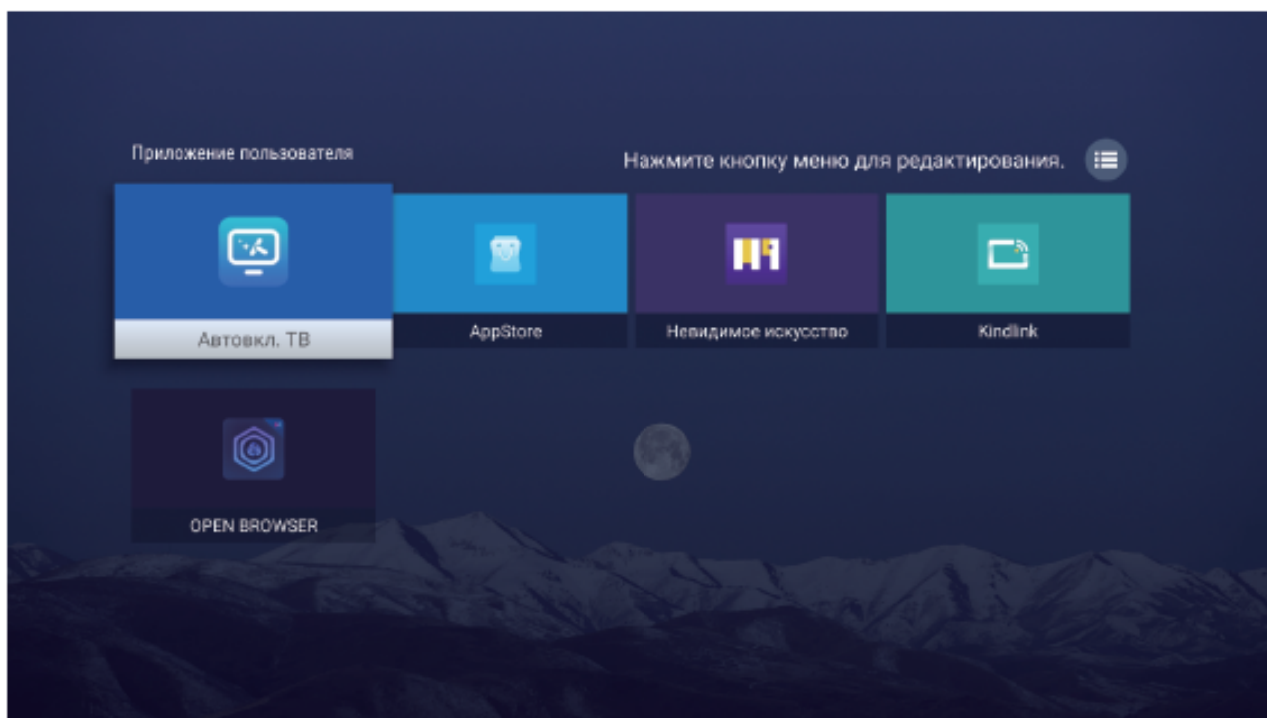 Приложение пользователя
Нажмите кнопку меню для редактирования.
Автовкл. ТВ
AppStore
Невидимое искусство
Kindlink
OPEN BROWSER